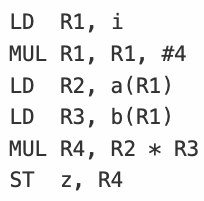 LD  R1, i
MUL R1, R1, #4
LD  R2, a(R1)
LD  R3, b(R1)
MUL R4, R2 * R3
ST  z, R4